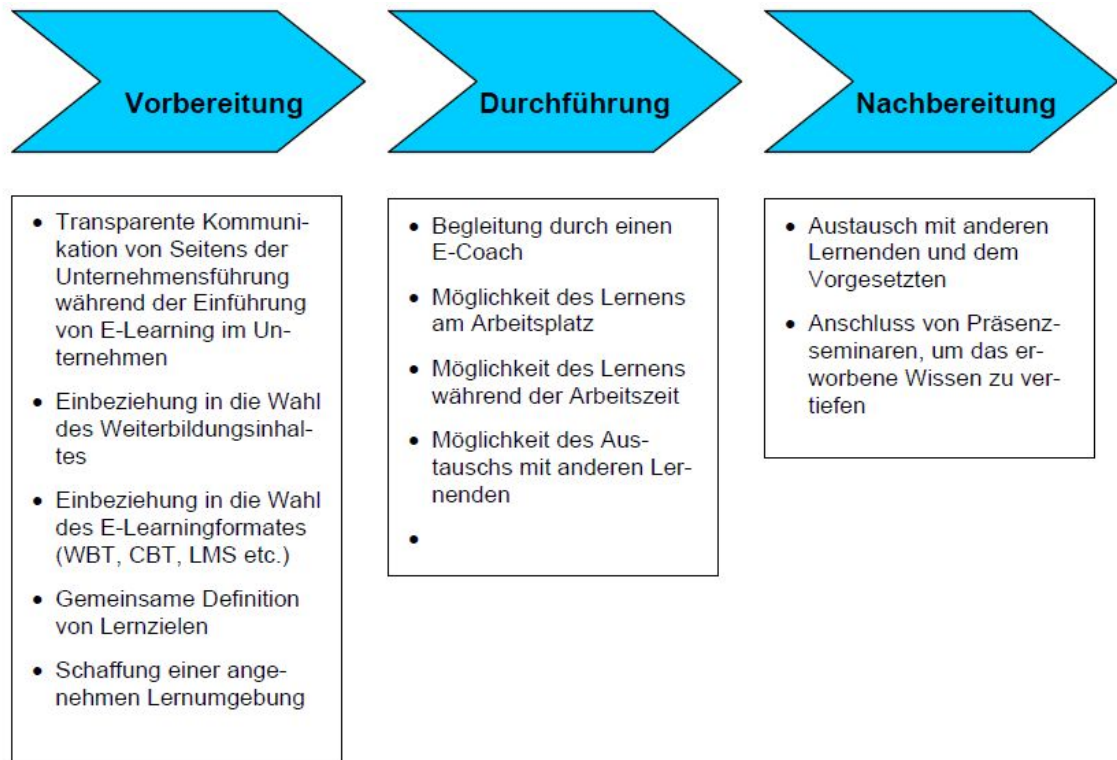 Vorbereitung
Durchführung
Nachbereitung
• Transparente Kommuni-
kation von Seitens der
Unternehmensführung
während der Einführung
von E-Learning im Un-
ternehmen
• Einbeziehung in die Wahl
des Weiterbildungsinhal-
tes
• Einbeziehung in die Wahl
des E-Learningformates
(WBT, CBT, LMS etc.)
• Gemeinsame Definition
von Lernzielen
• Schaffung einer ange-
nehmen Lernumgebung
• Begleitung durch einen
E-Coach
• Möglichkeit des Lernens
am Arbeitsplatz
• Möglichkeit des Lernens
während der Arbeitszeit
• Möglichkeit des Aus-
tauschs mit anderen Ler-
nenden
•
• Austausch mit anderen
Lernenden und dem
Vorgesetzten
• Anschluss von Präsenz-
seminaren, um das er-
worbene Wissen zu ver-
tiefen